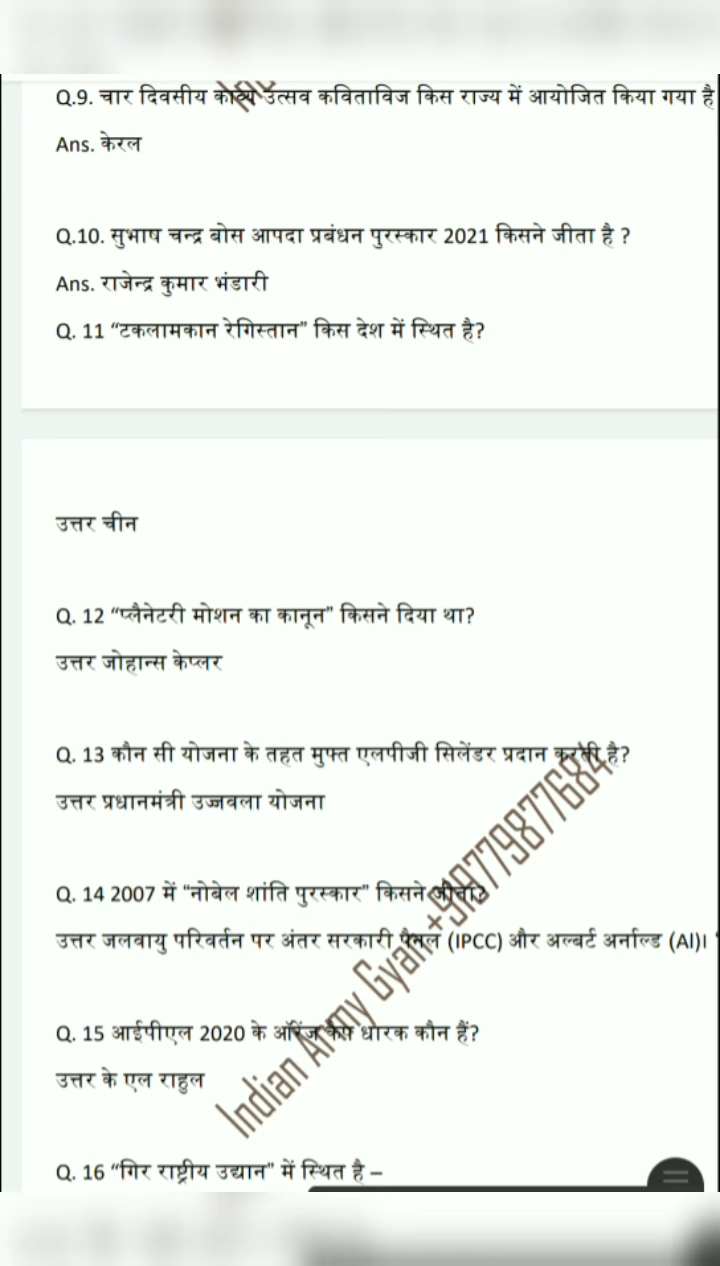 Q.9. चार दिवसीय काव्य उत्सव कविताविज किस राज्य में आयोजित किया गया है
Ans. केरल
Q.10. सुभाष चन्द्र बोस आपदा प्रबंधन पुरस्कार 2021 किसने जीता है ?
Ans. राजेन्द्र कुमार भंडारी
Q. 11 “टकलामकान रेगिस्तान” किस देश में स्थित है?
उत्तर चीन
Q. 12 “प्लैनेटरी मोशन का कानून” किसने दिया था?
उत्तर जोहान्स केप्लर
Q. 13 कौन सी योजना के तहत मुफ्त एलपीजी सिलेंडर प्रदान करती है?
उत्तर प्रधानमंत्री उज्जवला योजना
Q. 14 2007 में “नोबेल शांति पुरस्कार” किसने जीता?
उत्तर जलवायु परिवर्तन पर अंतर सरकारी पैनल (IPCC) और अल्बर्ट अर्नाल्ड (Al)।
Q. 15 आईपीएल 2020 के ऑरेंज कैप धारक कौन हैं?
उत्तर के एल राहुल
Q. 16 “गिर राष्ट्रीय उद्यान” में स्थित है –
Indian Army Gyan +919779877684